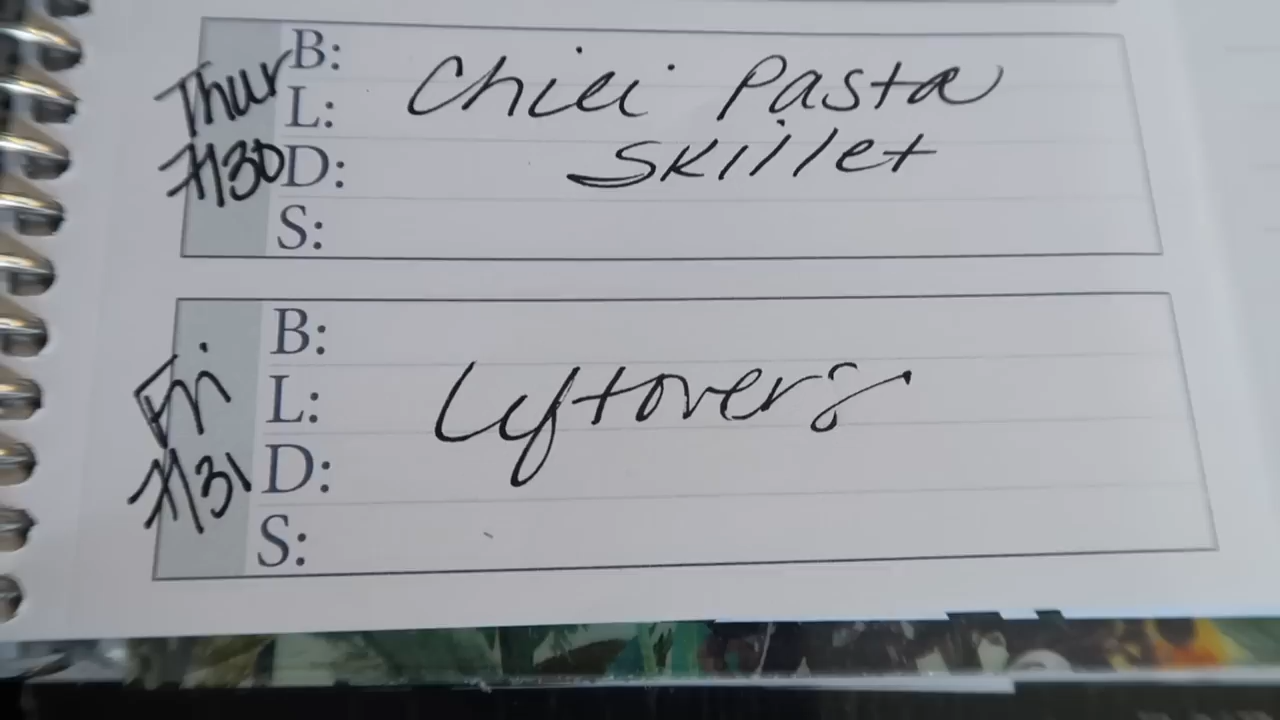 Thur
7/30
B:
L:
D:
S:
Chili Pasta
Skillet
Fri
7/31
B:
L:
D:
S:
Leftovers